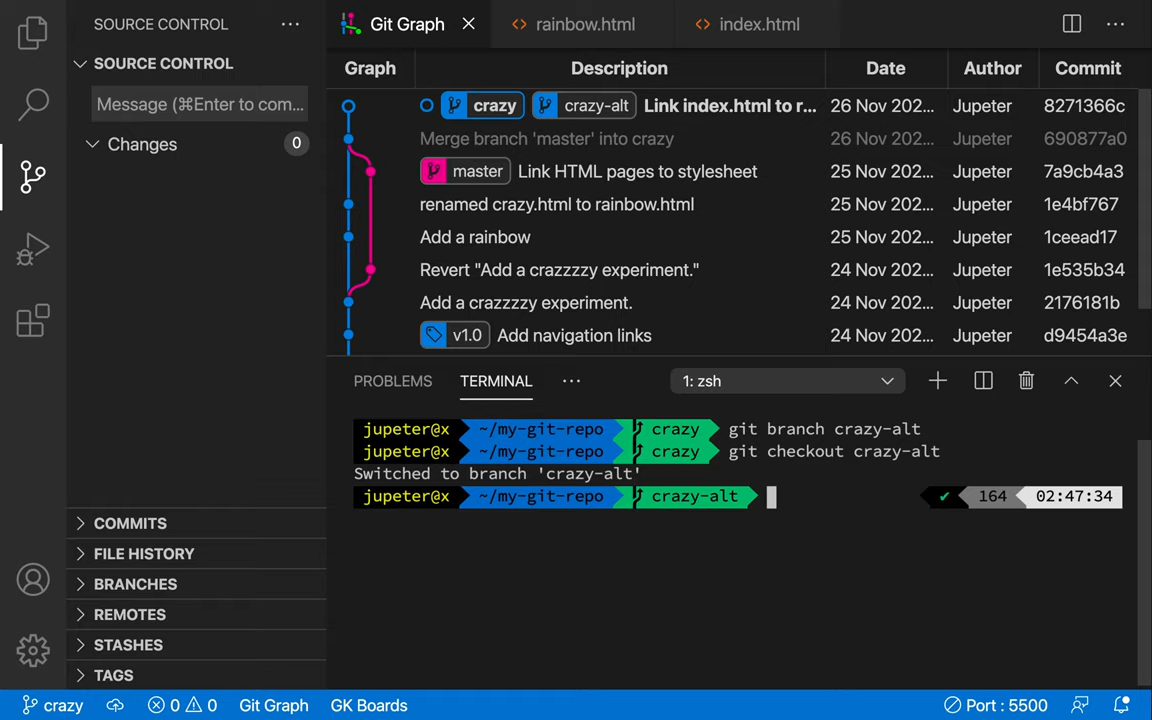 SOURCE CONTROL ...
Git Graph
rainbow.html
index.html
SOURCE CONTROL
Message (⌘Enter to com...
Changes 0
Graph Description Date Author Commit
crazy crazy-alt Link index.html to r... 26 Nov 202... Jupeter 8271366c
Merge branch 'master' into crazy 26 Nov 202... Jupeter 690877a0
master Link HTML pages to stylesheet 25 Nov 202... Jupeter 7a9cb4a3
renamed crazy.html to rainbow.html 25 Nov 202... Jupeter 1e4bf767
Add a rainbow 25 Nov 202... Jupeter 1ceead17
Revert "Add a crazzzzy experiment." 24 Nov 202... Jupeter 1e535b34
Add a crazzzzy experiment. 24 Nov 202... Jupeter 2176181b
v1.0 Add navigation links 24 Nov 202... Jupeter d9454a3e
PROBLEMS TERMINAL ... 1: zsh
jupeter@x ~/my-git-repo crazy git branch crazy-alt
jupeter@x ~/my-git-repo crazy git checkout crazy-alt
Switched to branch 'crazy-alt'
jupeter@x ~/my-git-repo crazy-alt ✔ 164 02:47:34
COMMITS
FILE HISTORY
BRANCHES
REMOTES
STASHES
TAGS
crazy 0 0 Git Graph GK Boards Port : 5500